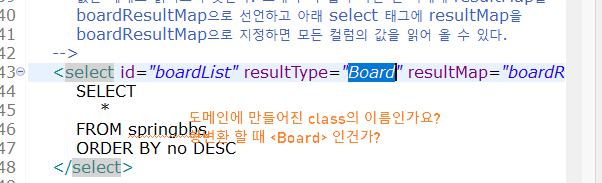 boardResultMap으로 선언하고 아래 select 태그에 resultMap을
41 boardResultMap으로 지정하면 모든 컬럼의 값을 읽어 올 수 있다.
42 -->
43 <select id="boardList" resultType="Board" resultMap="boardR
44 SELECT
45 *
도메인에 만들어진 class의 이름인가요?
46 FROM springbbs
형변환 할 때 <Board> 인건가?
47 ORDER BY no DESC
48 </select>